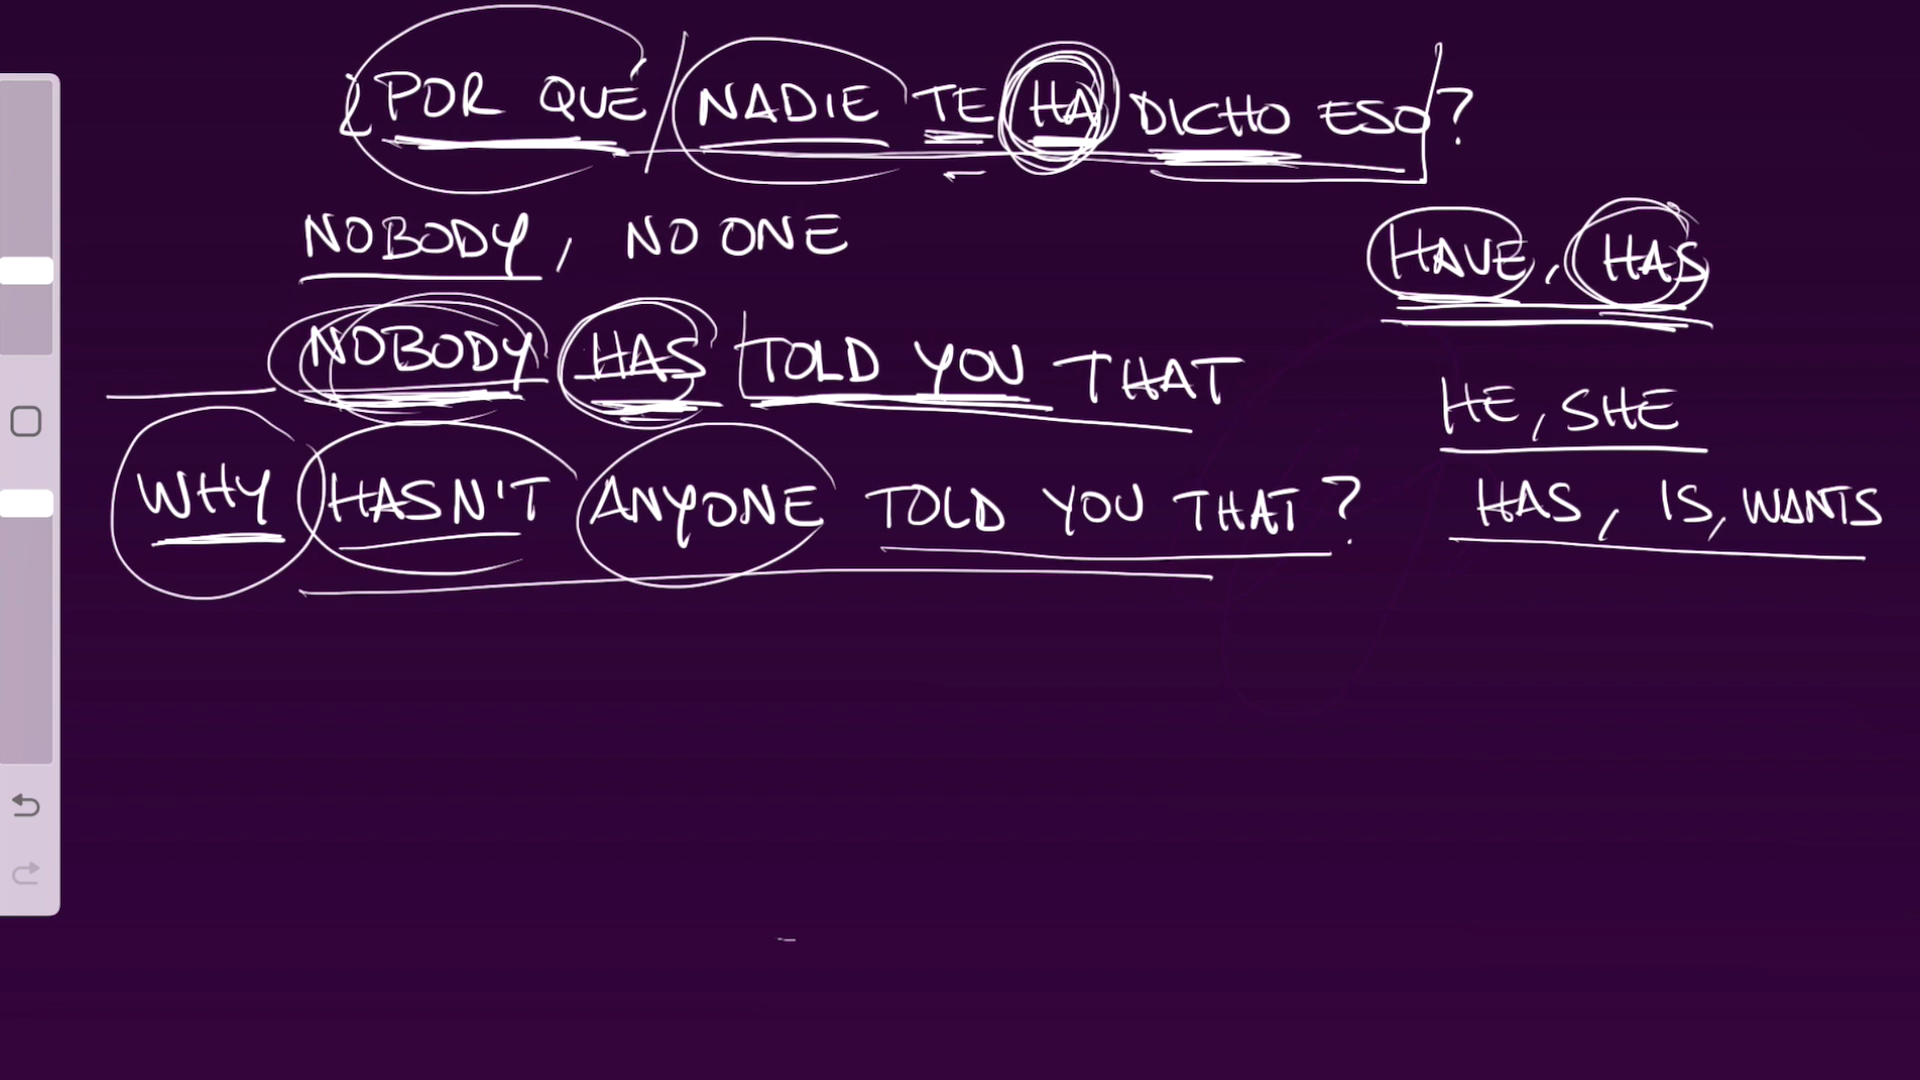 ¿POR QUÉ / NADIE TE HA DICHO ESO?
NOBODY, NO ONE
HAVE, HAS
NOBODY HAS TOLD YOU THAT
HE, SHE
WHY HASN'T ANYONE TOLD YOU THAT?
HAS, IS, WANTS